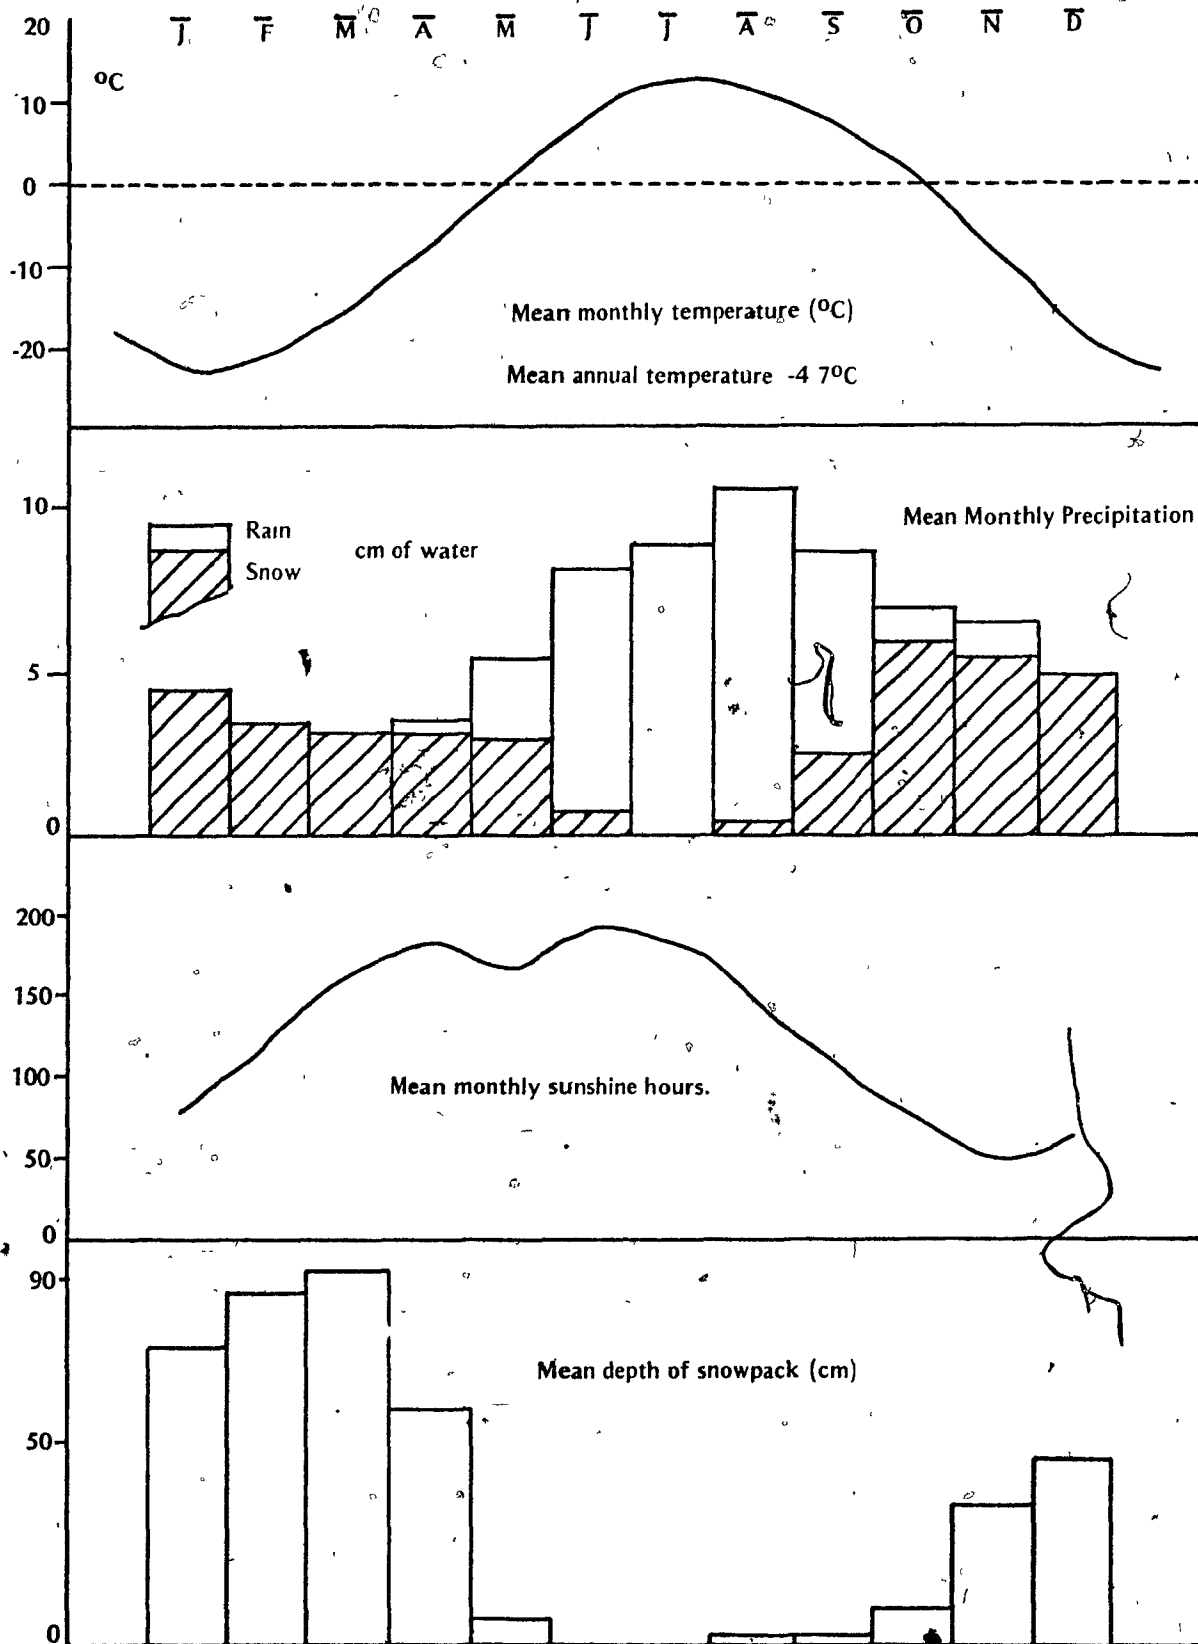 20 J F M A M J J A S O N D
°C
10
0
-10
Mean monthly temperature (°C)
-20
Mean annual temperature -4 7°C
10
Mean Monthly Precipitation
Rain
cm of water
Snow
5
0
200
150
100
Mean monthly sunshine hours.
50
0
90
Mean depth of snowpack (cm)
50
0